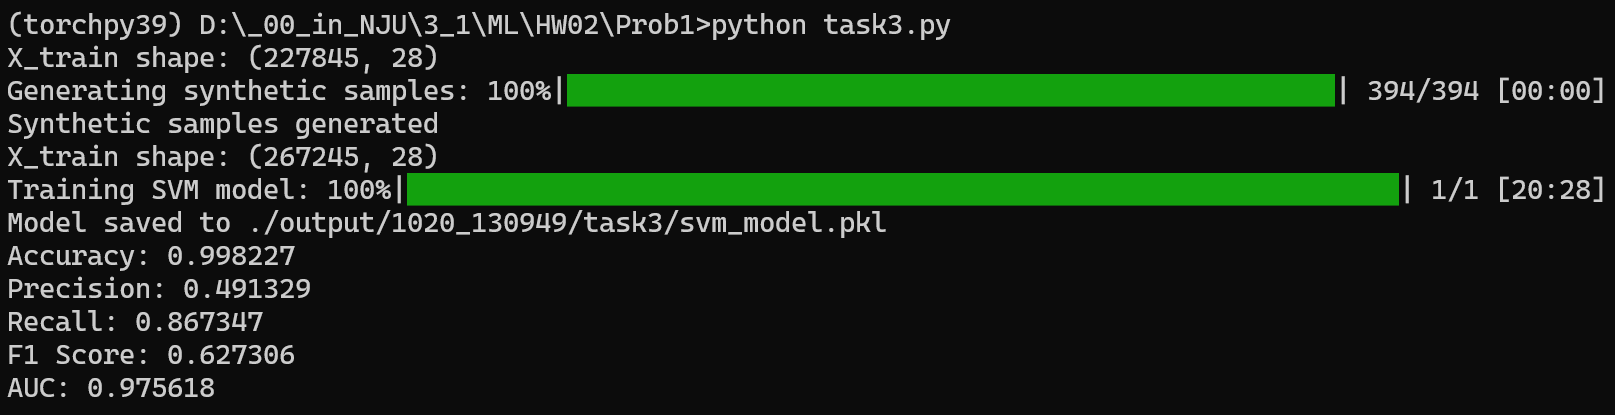 (torchpy39) D:\_00_in_NJU\3_1\ML\HW02\Prob1>python task3.py
X_train shape: (227845, 28)
Generating synthetic samples: 100%|| 394/394 [00:00]
Synthetic samples generated
X_train shape: (267245, 28)
Training SVM model: 100%|| 1/1 [20:28]
Model saved to ./output/1020_130949/task3/svm_model.pkl
Accuracy: 0.998227
Precision: 0.491329
Recall: 0.867347
F1 Score: 0.627306
AUC: 0.975618